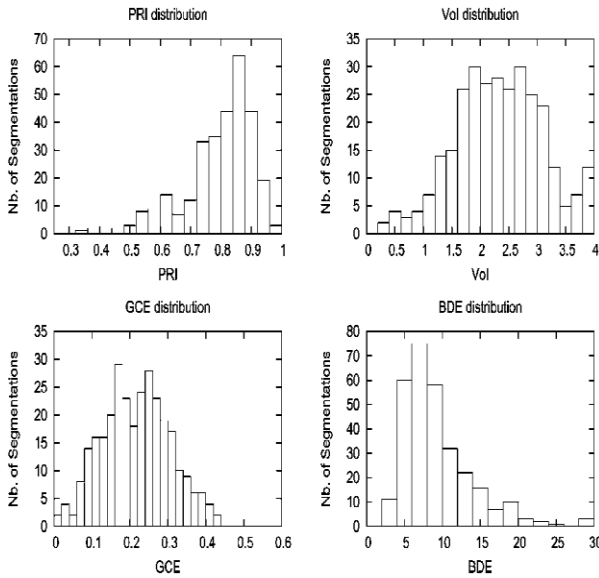 PRI distribution
Nb. of Segmentations
70
60
50
40
30
20
10
0
0.3 0.4 0.5 0.6 0.7 0.8 0.9 1
PRI
VoI distribution
Nb. of Segmentations
35
30
25
20
15
10
5
0
0 0.5 1 1.5 2 2.5 3 3.5 4
VoI
GCE distribution
Nb. of Segmentations
35
30
25
20
15
10
5
0
0 0.1 0.2 0.3 0.4 0.5 0.6
GCE
BDE distribution
Nb. of Segmentations
80
70
60
50
40
30
20
10
0
0 5 10 15 20 25 30
BDE